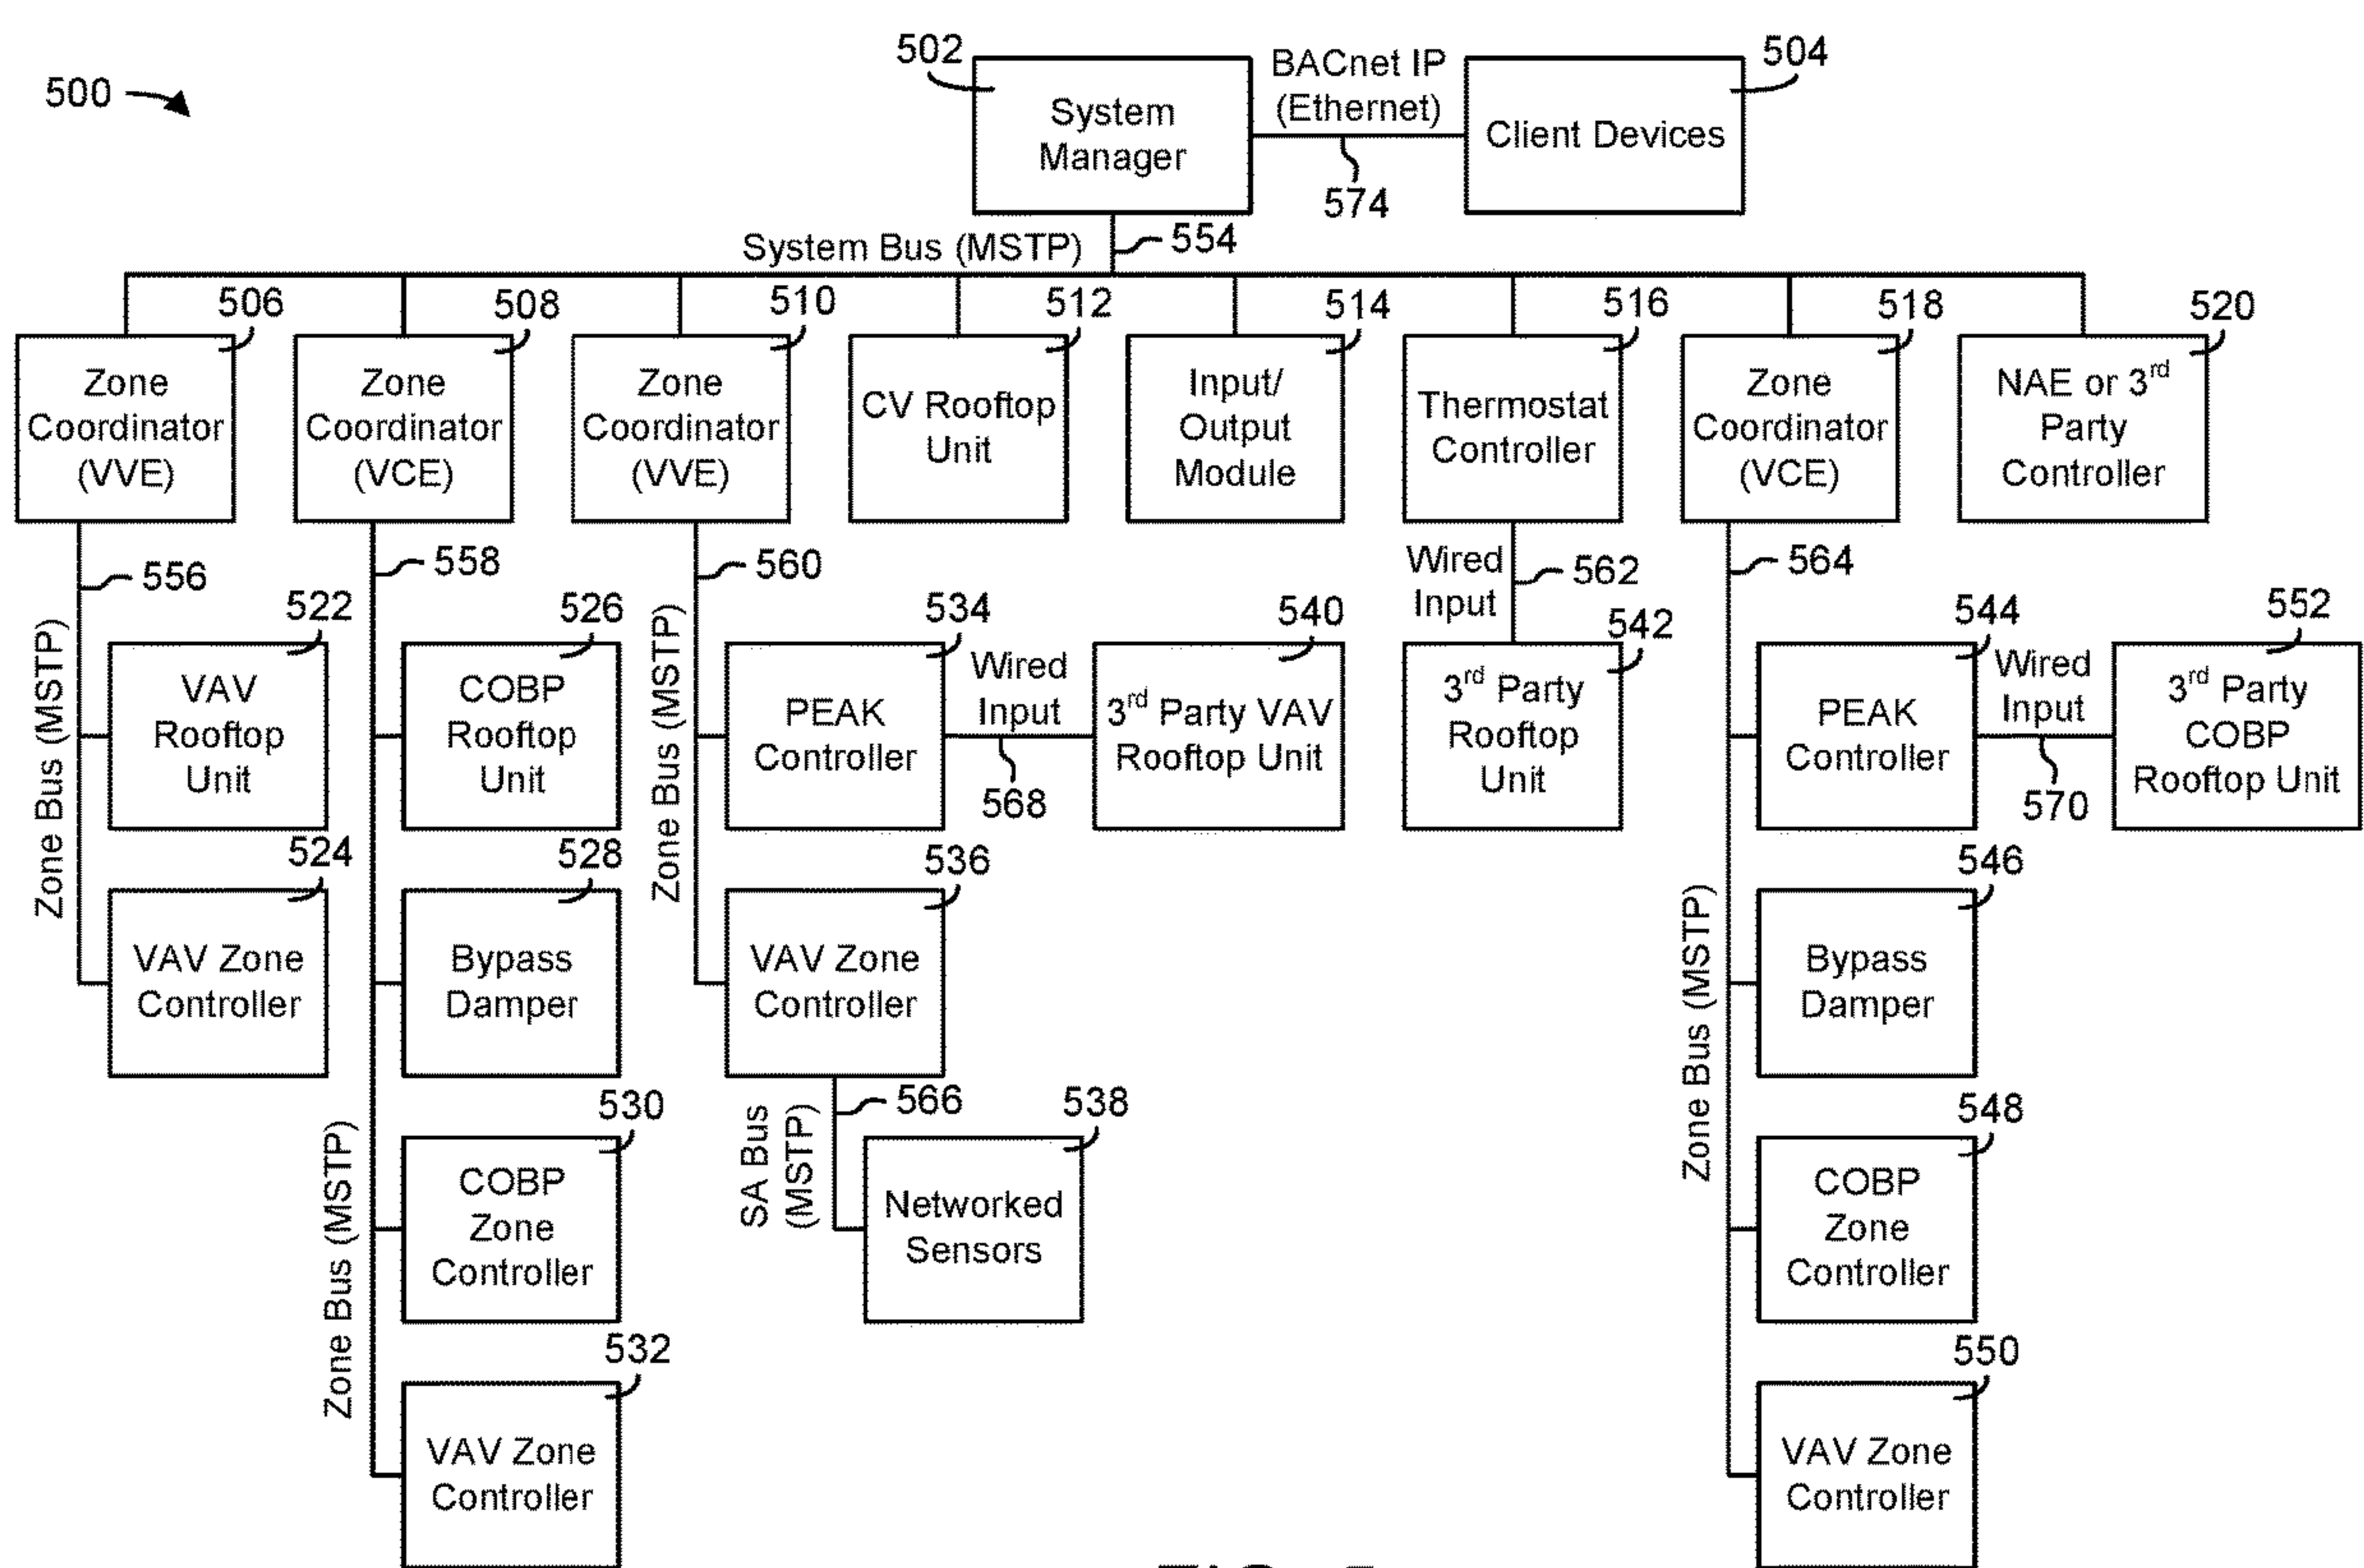 500
502
System
Manager
BACnet IP
(Ethernet)
574
504
Client Devices
System Bus (MSTP)
554
506
Zone
Coordinator
(VVE)
508
Zone
Coordinator
(VCE)
510
Zone
Coordinator
(VVE)
512
CV Rooftop
Unit
514
Input/
Output
Module
516
Thermostat
Controller
518
Zone
Coordinator
(VCE)
520
NAE or 3rd
Party
Controller
556
Zone Bus (MSTP)
522
VAV
Rooftop
Unit
524
VAV Zone
Controller
558
Zone Bus (MSTP)
526
COBP
Rooftop
Unit
528
Bypass
Damper
530
COBP
Zone
Controller
532
VAV Zone
Controller
560
Zone Bus (MSTP)
534
PEAK
Controller
Wired
Input
568
540
3rd Party VAV
Rooftop Unit
536
VAV Zone
Controller
566
SA Bus
(MSTP)
538
Networked
Sensors
Wired
Input
562
542
3rd Party
Rooftop
Unit
564
Zone Bus (MSTP)
544
PEAK
Controller
Wired
Input
570
552
3rd Party
COBP
Rooftop Unit
546
Bypass
Damper
548
COBP
Zone
Controller
550
VAV Zone
Controller